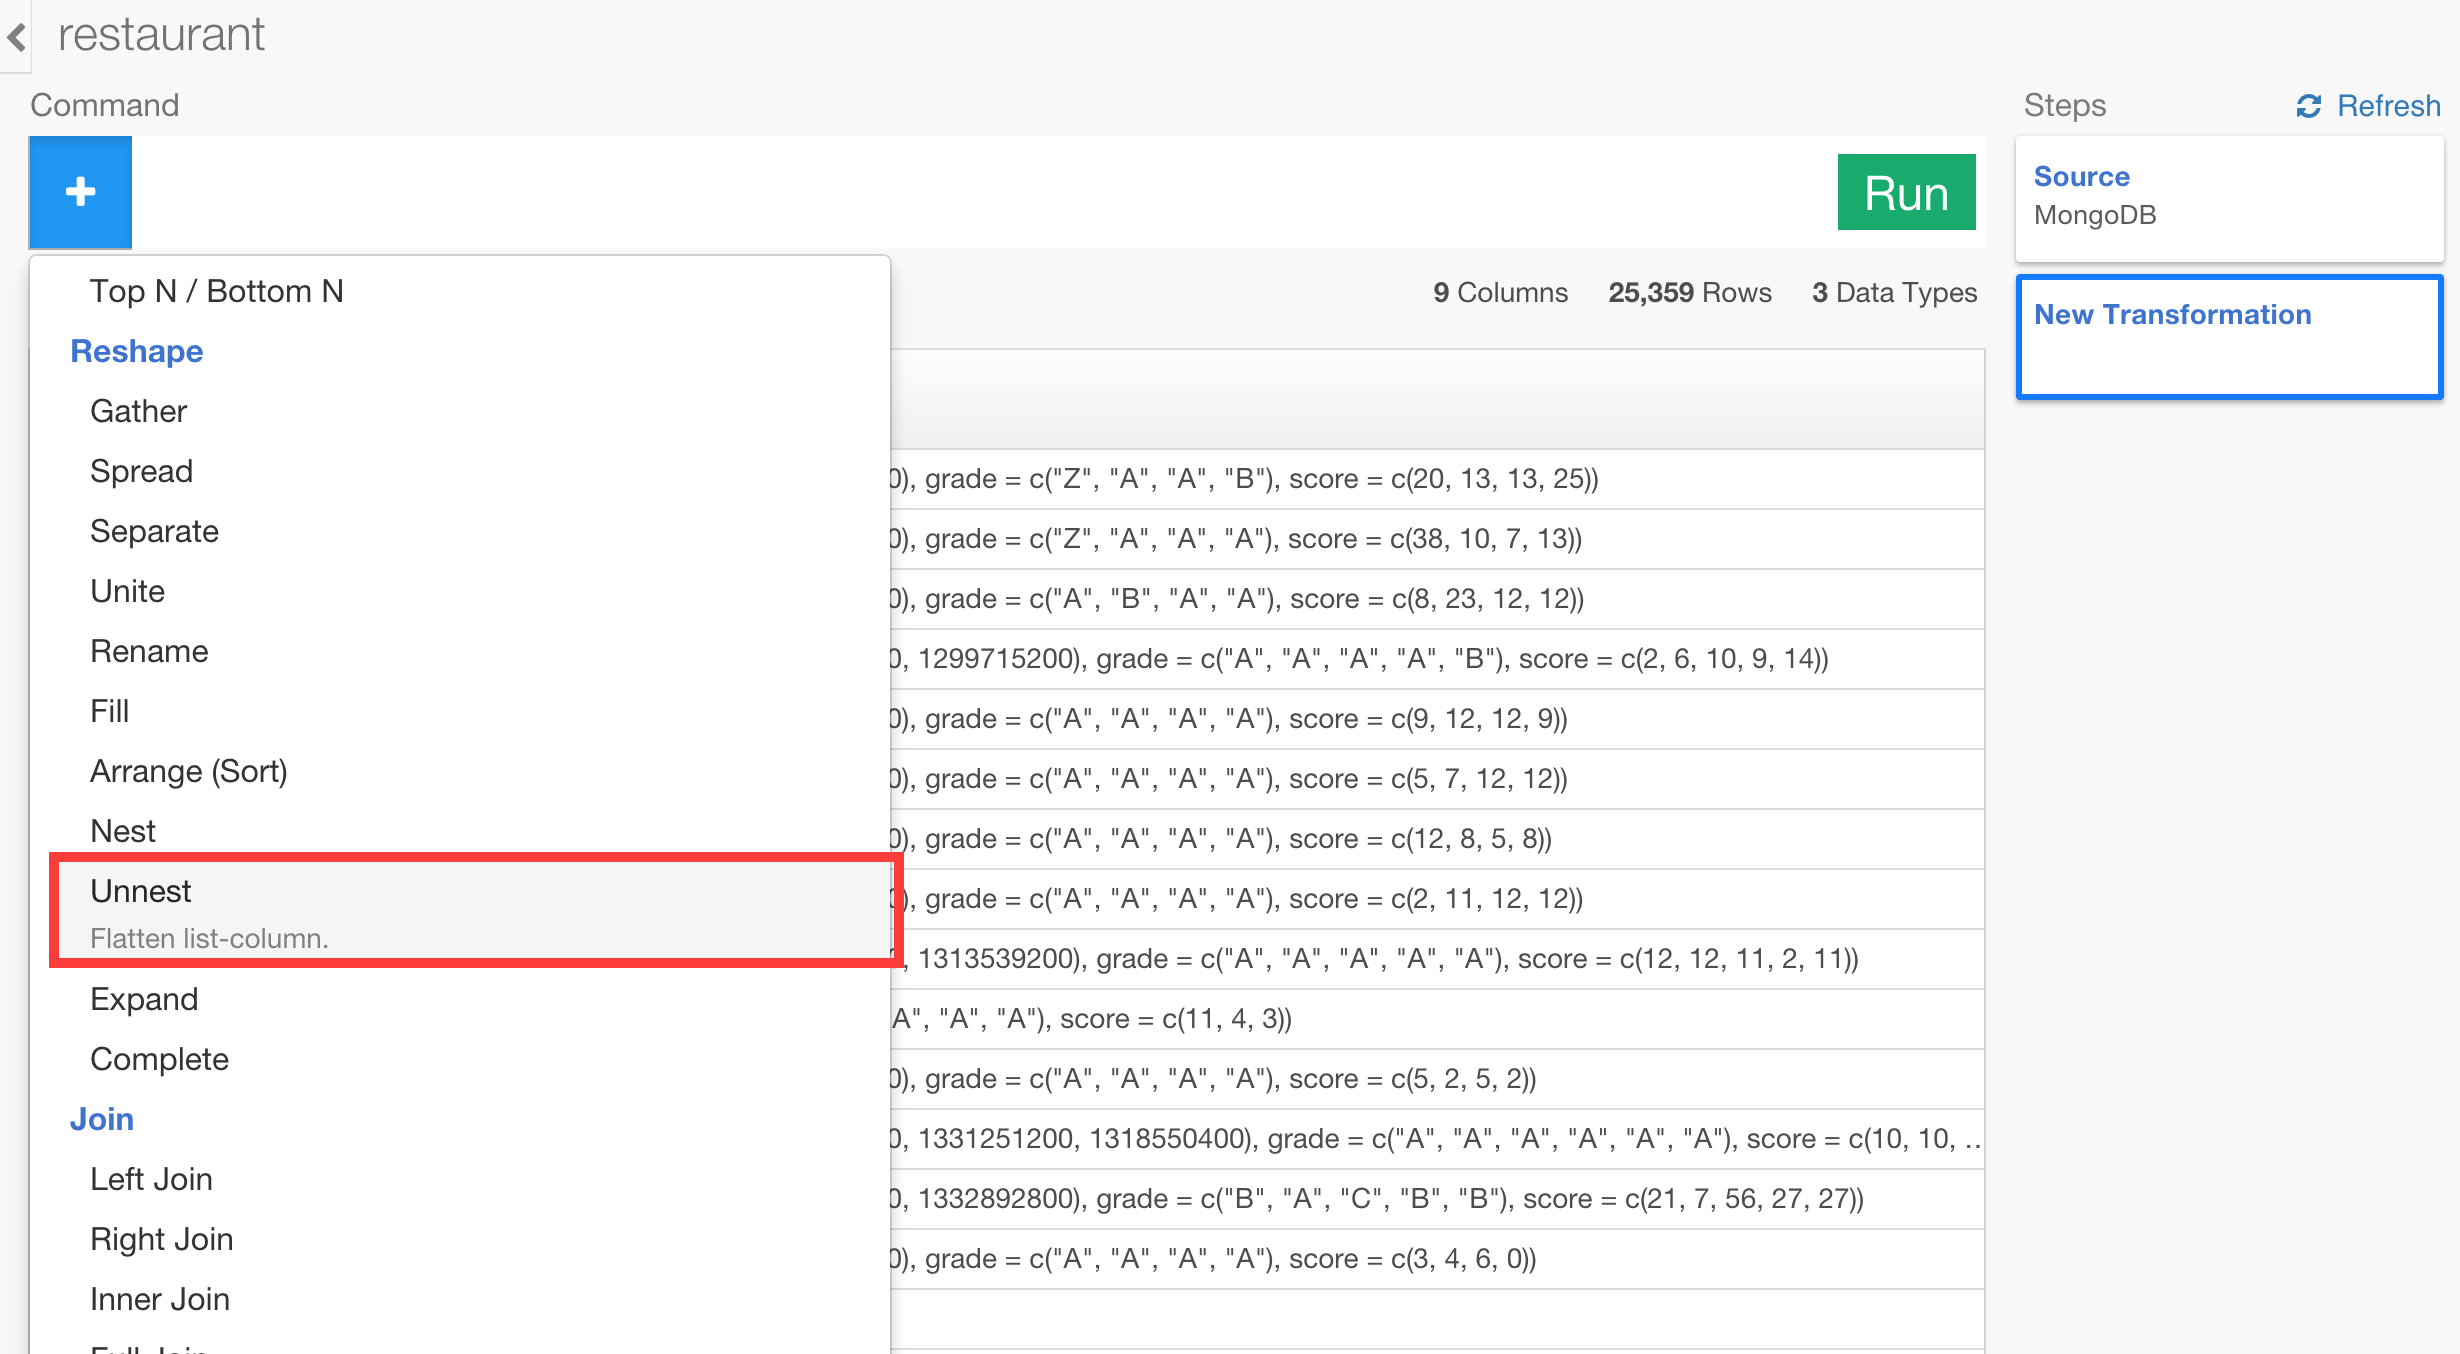 restaurant
Command
Steps
Refresh
Run
Source
MongoDB
New Transformation
9 Columns 25,359 Rows 3 Data Types
Top N / Bottom N
Reshape
Gather
Spread
Separate
Unite
Rename
Fill
Arrange (Sort)
Nest
Unnest
Flatten list-column.
Expand
Complete
Join
Left Join
Right Join
Inner Join
Full Join
0), grade = c("Z", "A", "A", "B"), score = c(20, 13, 13, 25))
0), grade = c("Z", "A", "A", "A"), score = c(38, 10, 7, 13))
0), grade = c("A", "B", "A", "A"), score = c(8, 23, 12, 12))
0, 1299715200), grade = c("A", "A", "A", "A", "B"), score = c(2, 6, 10, 9, 14))
0), grade = c("A", "A", "A", "A"), score = c(9, 12, 12, 9))
0), grade = c("A", "A", "A", "A"), score = c(5, 7, 12, 12))
0), grade = c("A", "A", "A", "A"), score = c(12, 8, 5, 8))
), grade = c("A", "A", "A", "A"), score = c(2, 11, 12, 12))
, 1313539200), grade = c("A", "A", "A", "A", "A"), score = c(12, 12, 11, 2, 11))
A", "A", "A"), score = c(11, 4, 3))
0), grade = c("A", "A", "A", "A"), score = c(5, 2, 5, 2))
0, 1331251200, 1318550400), grade = c("A", "A", "A", "A", "A", "A"), score = c(10, 10, ..
0, 1332892800), grade = c("B", "A", "C", "B", "B"), score = c(21, 7, 56, 27, 27))
0), grade = c("A", "A", "A", "A"), score = c(3, 4, 6, 0))